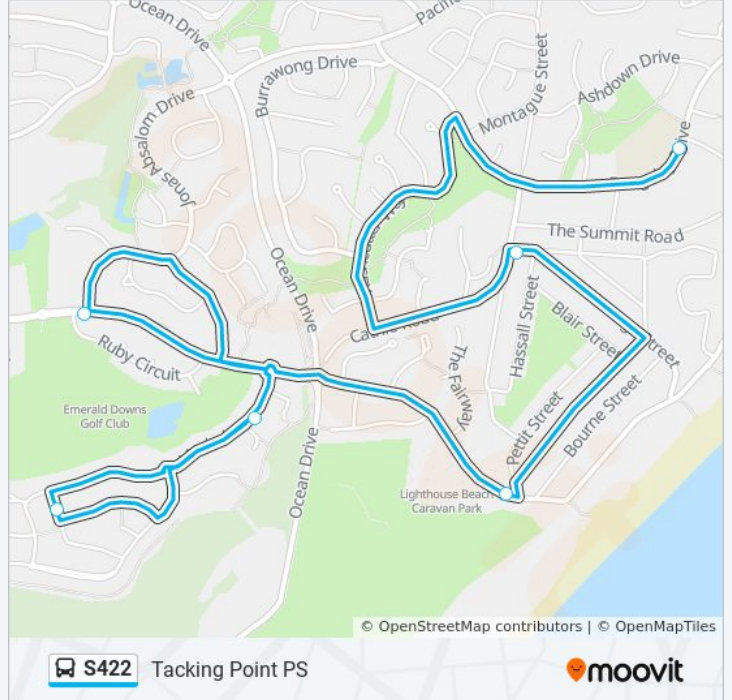 Ocean Drive
Pacific
Burrawong Drive
Montague Street
Ashdown Drive
Jonas Absalom Drive
The Summit Road
Ocean Drive
Hassall Street
Blair Street
Street
Ruby Circuit
The Fairway
Emerald Downs
Golf Club
Pettit Street
Bourne Street
Ocean Drive
Lighthouse Beach
Caravan Park
© OpenStreetMap contributors | © OpenMapTiles
S422 Tacking Point PS
moovit